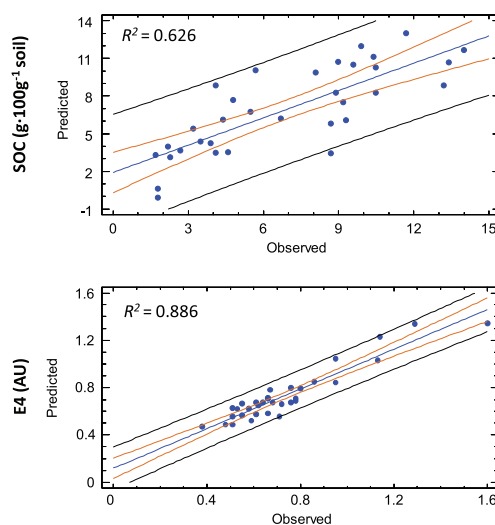 SOC (g·100g⁻¹ soil)
Predicted
14
11
8
5
2
-1
R² = 0.626
0 3 6 9 12 15
Observed
E4 (AU)
Predicted
1.6
1.2
0.8
0.4
0
R² = 0.886
0 0.4 0.8 1.2 1.6
Observed